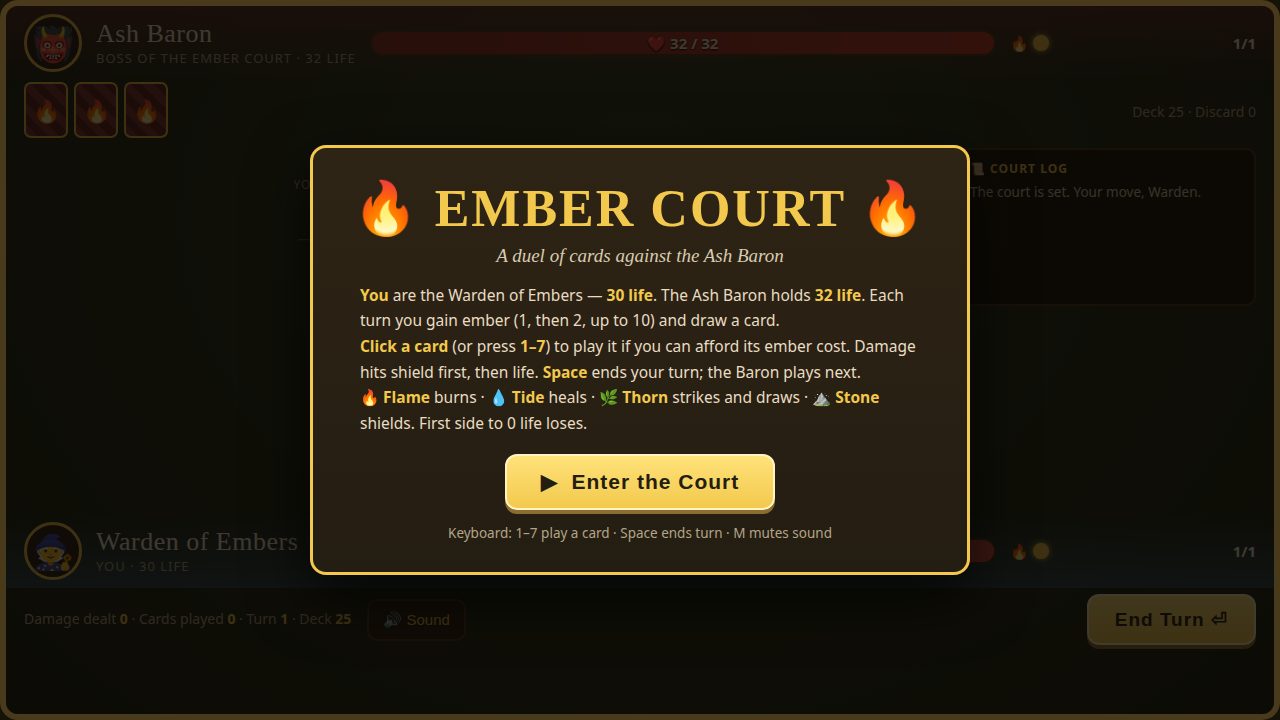 Ash Baron
BOSS OF THE EMBER COURT · 32 LIFE
32 / 32
1/1
Deck 25 · Discard 0
YO
COURT LOG
The court is set. Your move, Warden.
EMBER COURT
A duel of cards against the Ash Baron
You are the Warden of Embers — 30 life. The Ash Baron holds 32 life. Each
turn you gain ember (1, then 2, up to 10) and draw a card.
Click a card (or press 1–7) to play it if you can afford its ember cost. Damage
hits shield first, then life. Space ends your turn; the Baron plays next.
🔥 Flame burns · 💧 Tide heals · 🌿 Thorn strikes and draws · ⛰️ Stone
shields. First side to 0 life loses.
▶ Enter the Court
Keyboard: 1–7 play a card · Space ends turn · M mutes sound
Warden of Embers
YOU · 30 LIFE
1/1
Damage dealt 0 · Cards played 0 · Turn 1 · Deck 25
🔊 Sound
End Turn ⏎